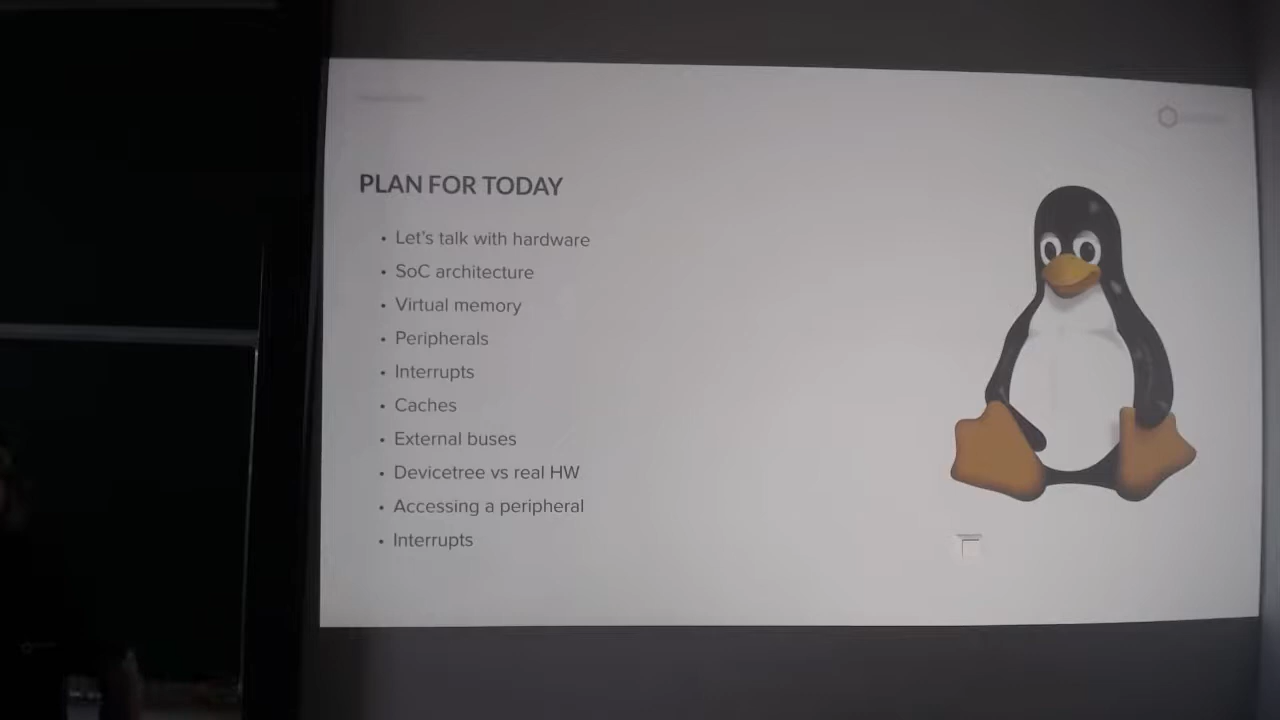 PLAN FOR TODAY
• Let's talk with hardware
• SoC architecture
• Virtual memory
• Peripherals
• Interrupts
• Caches
• External buses
• Devicetree vs real HW
• Accessing a peripheral
• Interrupts